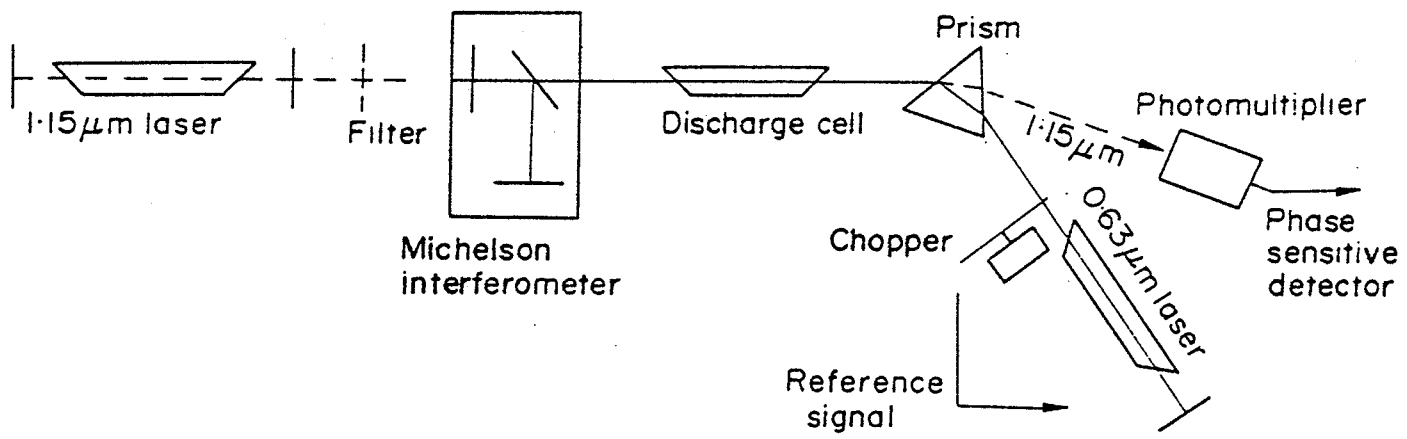 1·15μm laser
Filter
Michelson
interferometer
Discharge cell
Prism
1·15μm
Photomultiplier
Phase
sensitive
detector
Chopper
0·63μm laser
Reference
signal